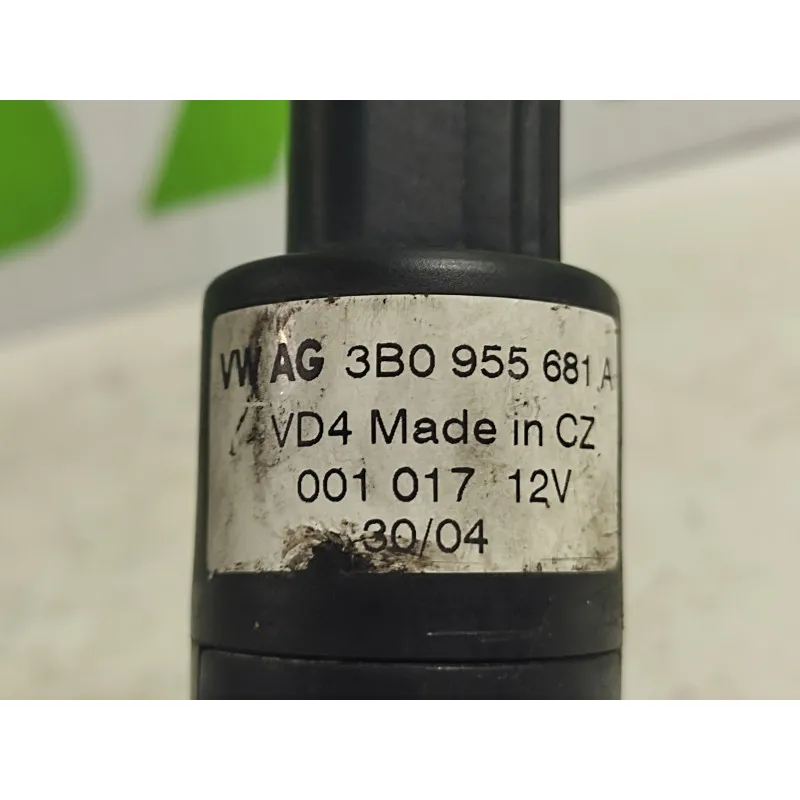 VW AG 3B0 955 681 A
VD4 Made in CZ
001 017 12V
30/04